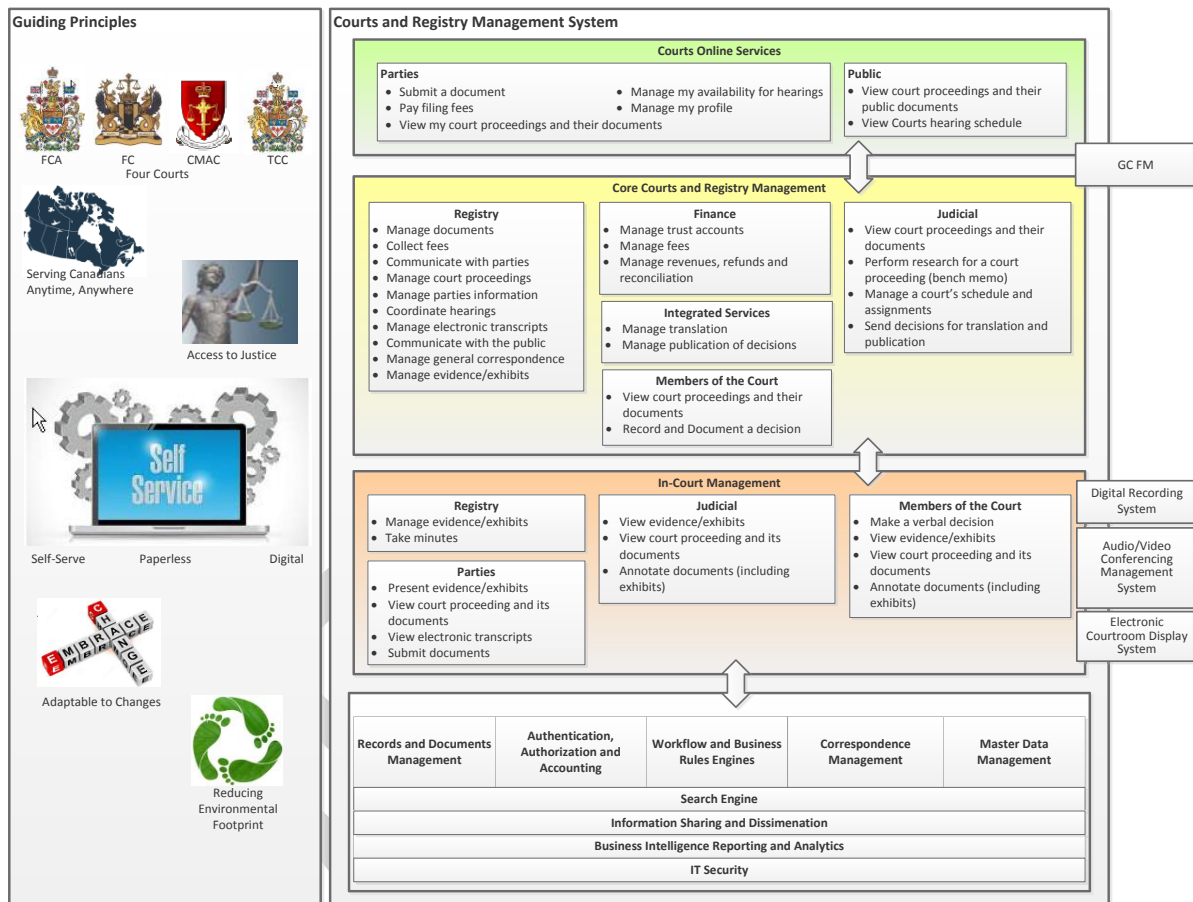 Guiding Principles
FCA
FC
CMAC
TCC
Four Courts
Serving Canadians
Anytime, Anywhere
Access to Justice
Self
Service
Self-Serve
Paperless
Digital
EMBRACE
CHANGE
Adaptable to Changes
Reducing
Environmental
Footprint
Courts and Registry Management System
Courts Online Services
Parties
• Submit a document
• Pay filing fees
• View my court proceedings and their documents
• Manage my availability for hearings
• Manage my profile
Public
• View court proceedings and their
public documents
• View Courts hearing schedule
GC FM
Core Courts and Registry Management
Registry
• Manage documents
• Collect fees
• Communicate with parties
• Manage court proceedings
• Manage parties information
• Coordinate hearings
• Manage electronic transcripts
• Communicate with the public
• Manage general correspondence
• Manage evidence/exhibits
Finance
• Manage trust accounts
• Manage fees
• Manage revenues, refunds and
reconciliation
Integrated Services
• Manage translation
• Manage publication of decisions
Members of the Court
• View court proceedings and their
documents
• Record and Document a decision
Judicial
• View court proceedings and their
documents
• Perform research for a court
proceeding (bench memo)
• Manage a court’s schedule and
assignments
• Send decisions for translation and
publication
In-Court Management
Registry
• Manage evidence/exhibits
• Take minutes
Parties
• Present evidence/exhibits
• View court proceeding and its
documents
• View electronic transcripts
• Submit documents
Judicial
• View evidence/exhibits
• View court proceeding and its
documents
• Annotate documents (including
exhibits)
Members of the Court
• Make a verbal decision
• View evidence/exhibits
• View court proceeding and its
documents
• Annotate documents (including
exhibits)
Digital Recording
System
Audio/Video
Conferencing
Management
System
Electronic
Courtroom Display
System
Records and Documents
Management
Authentication,
Authorization and
Accounting
Workflow and Business
Rules Engines
Correspondence
Management
Master Data
Management
Search Engine
Information Sharing and Dissimenation
Business Intelligence Reporting and Analytics
IT Security